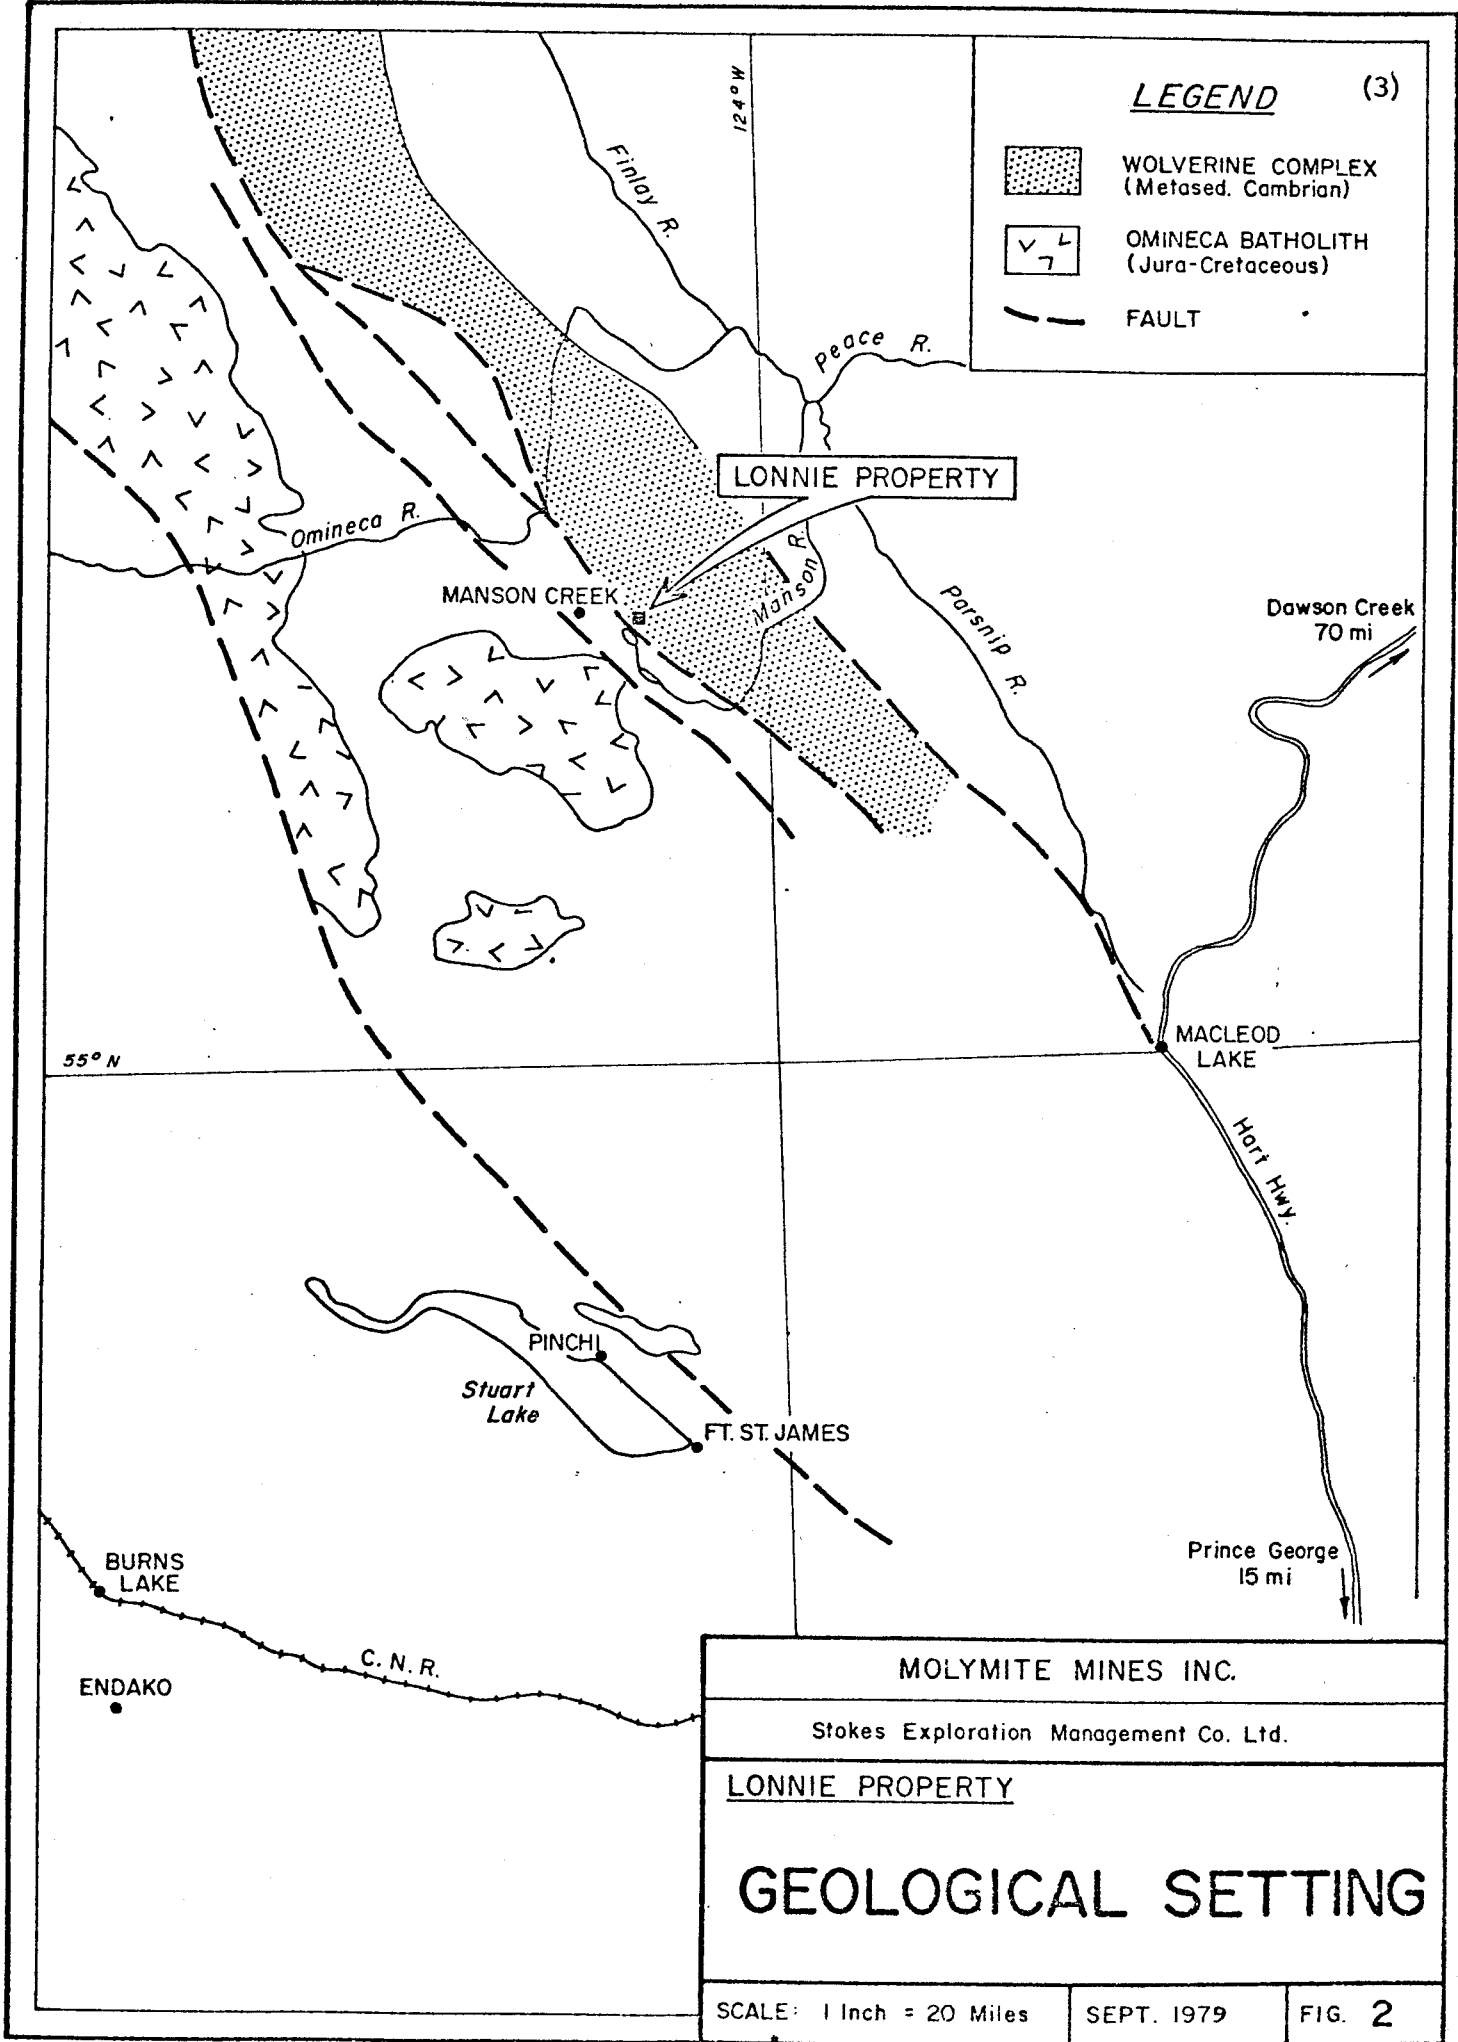 (3)
LEGEND
WOLVERINE COMPLEX
(Metased. Cambrian)
OMINECA BATHOLITH
(Jura-Cretaceous)
FAULT
124° W
Finlay R.
Peace R.
LONNIE PROPERTY
Omineca R.
Manson R.
MANSON CREEK
Parsnip R.
Dawson Creek
70 mi
55° N
MACLEOD
LAKE
Hart Hwy.
PINCHI
Stuart
Lake
FT. ST. JAMES
BURNS
LAKE
Prince George
15 mi
C. N. R.
ENDAKO
MOLYMITE MINES INC.
Stokes Exploration Management Co. Ltd.
LONNIE PROPERTY
GEOLOGICAL SETTING
SCALE: 1 Inch = 20 Miles
SEPT. 1979
FIG. 2